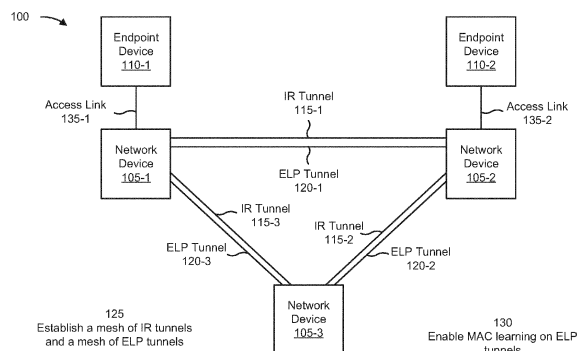 100
Endpoint
Device
110-1
Endpoint
Device
110-2
Access Link
135-1
IR Tunnel
115-1
Access Link
135-2
Network
Device
105-1
Network
Device
105-2
ELP Tunnel
120-1
IR Tunnel
115-3
IR Tunnel
115-2
ELP Tunnel
120-3
ELP Tunnel
120-2
Network
Device
105-3
125
Establish a mesh of IR tunnels
and a mesh of ELP tunnels
130
Enable MAC learning on ELP
tunnels